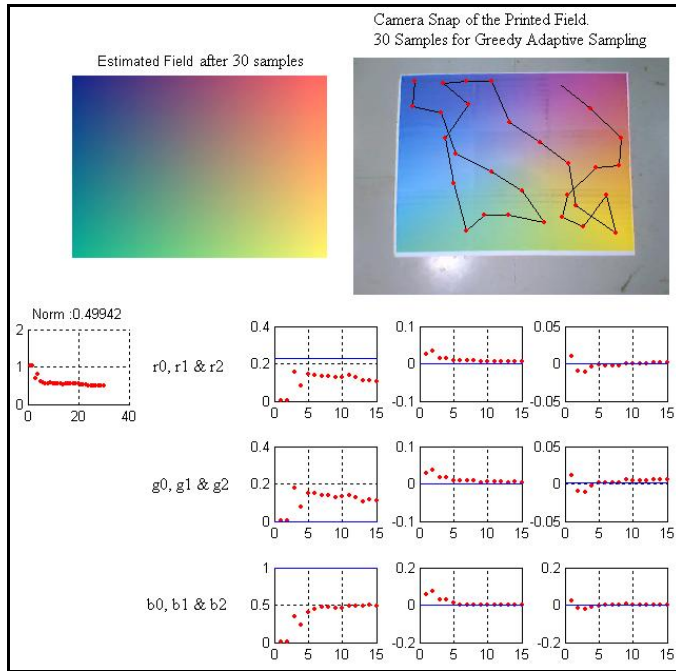 Camera Snap of the Printed Field.
30 Samples for Greedy Adaptive Sampling
Estimated Field after 30 samples
Norm :0.49942
2
1
0
0 20 40
r0, r1 & r2
0.4
0.2
0
0 5 10 15
0.1
0
-0.1
0 5 10 15
0.05
0
-0.05
0 5 10 15
g0, g1 & g2
0.4
0.2
0
0 5 10 15
0.1
0
-0.1
0 5 10 15
0.05
0
-0.05
0 5 10 15
b0, b1 & b2
1
0.5
0
0 5 10 15
0.2
0
-0.2
0 5 10 15
0.2
0
-0.2
0 5 10 15